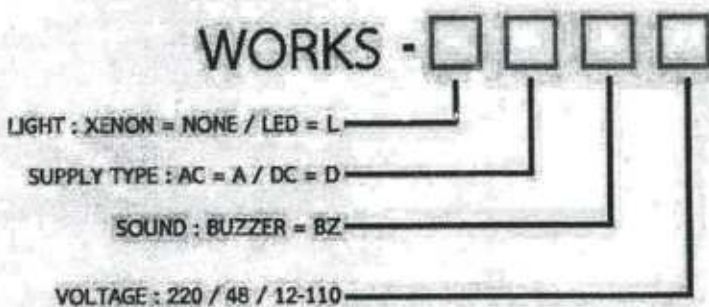 WORKS - □ □ □ □
LIGHT : XENON = NONE / LED = L
SUPPLY TYPE : AC = A / DC = D
SOUND : BUZZER = BZ
VOLTAGE : 220 / 48 / 12-110